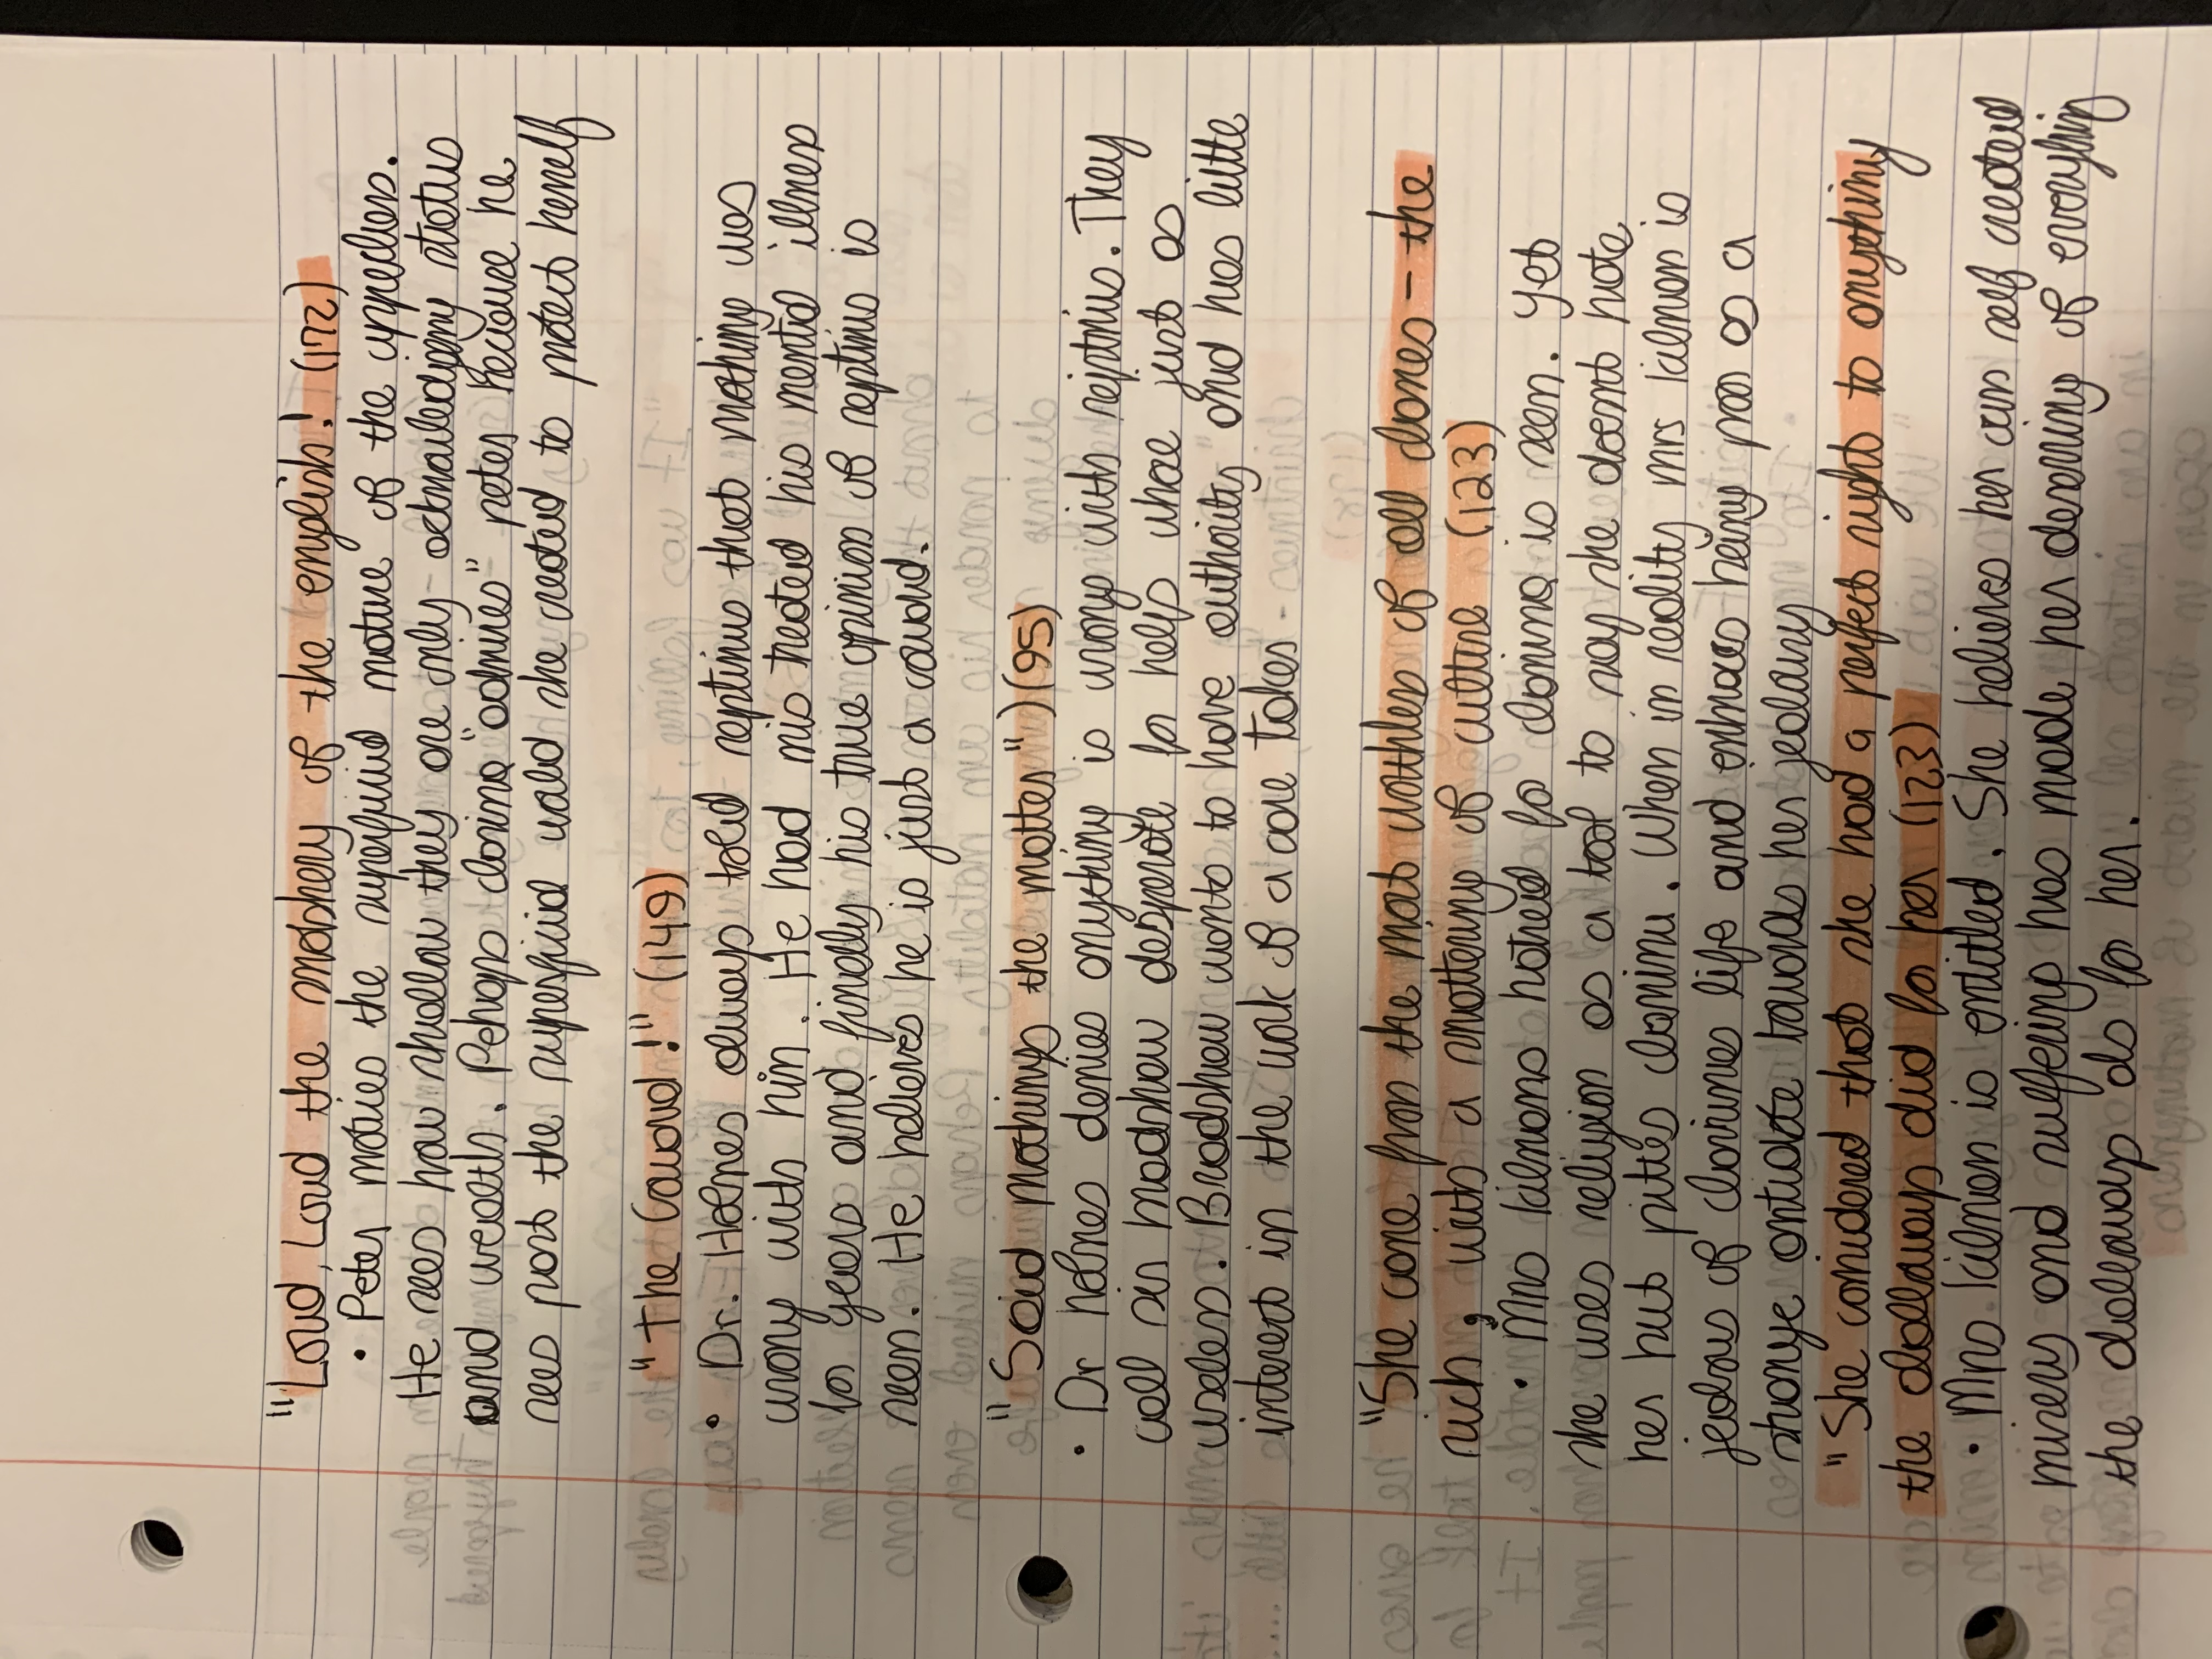 "Loud, Loud the snobbery of the english! (172)
• Peter notices the superficial nature of the upperclass.
He sees how shallow they are only acknowledging status
and wealth. Pehaps clarissa "admires" peter because he
sees past the superficial world she created to protect herself
"The Coward!" (149)
• Dr. Holmes always told septimus that nothing was
wrong with him. He had mis treated his mental illness
for years and finally his true opinion of septimus is
seen. He believes he is just a coward.
"Said nothings the matter") (95)
• Dr holmes denies anything is wrong with septimus. They
call sir bradshaw desperate for help whose just as
useless. Bradshaw wants to have authority and has little
interest in the work of a care takes -
"She came from the most worthless of all classes - the
rich, with a smattering of culture (123)
• Mrs kilmans hatred for clarissa is seen. Yet
she uses religion as a tool to say she doesnt hate
her but pitties clarissa. When in reality mrs kilman is
jealous of clarissas life and embraces being poor as a
strange antidote towards her jealousy
"She considered that she had a perfect right to anything
the dalloways did for her (123)
• Mrs kilman is entitled. She believes her own self created
misery and suffering has made her deserving of everything
the dalloways do for her.